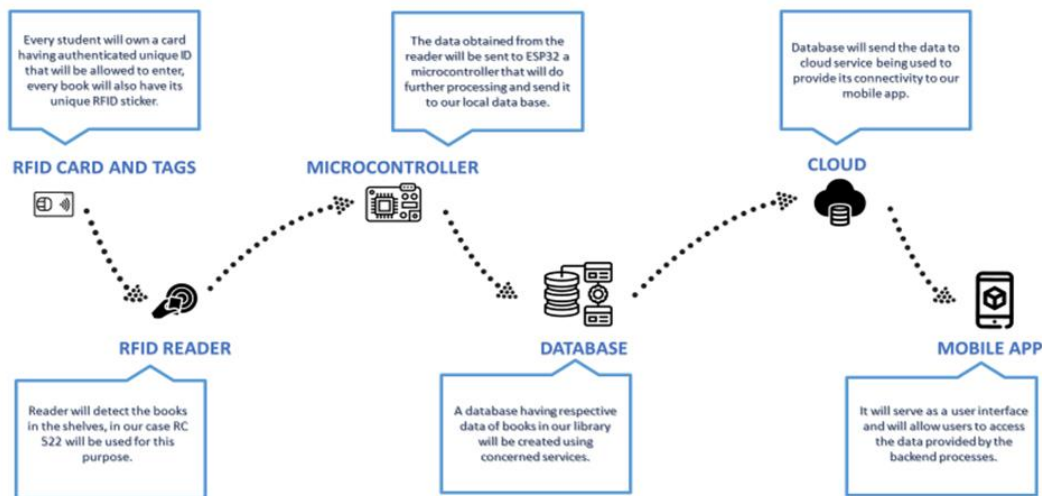 Every student will own a card
having authenticated unique ID
that will be allowed to enter,
every book will also have its
unique RFID sticker.
RFID CARD AND TAGS
Reader will detect the books
in the shelves, in our case RC
522 will be used for this
purpose.
RFID READER
The data obtained from the
reader will be sent to ESP32 a
microcontroller that will do
further processing and send it
to our local data base.
MICROCONTROLLER
DATABASE
A database having respective
data of books in our library
will be created using
concerned services.
Database will send the data to
cloud service being used to
provide its connectivity to our
mobile app.
CLOUD
MOBILE APP
It will serve as a user interface
and will allow users to access
the data provided by the
backend processes.